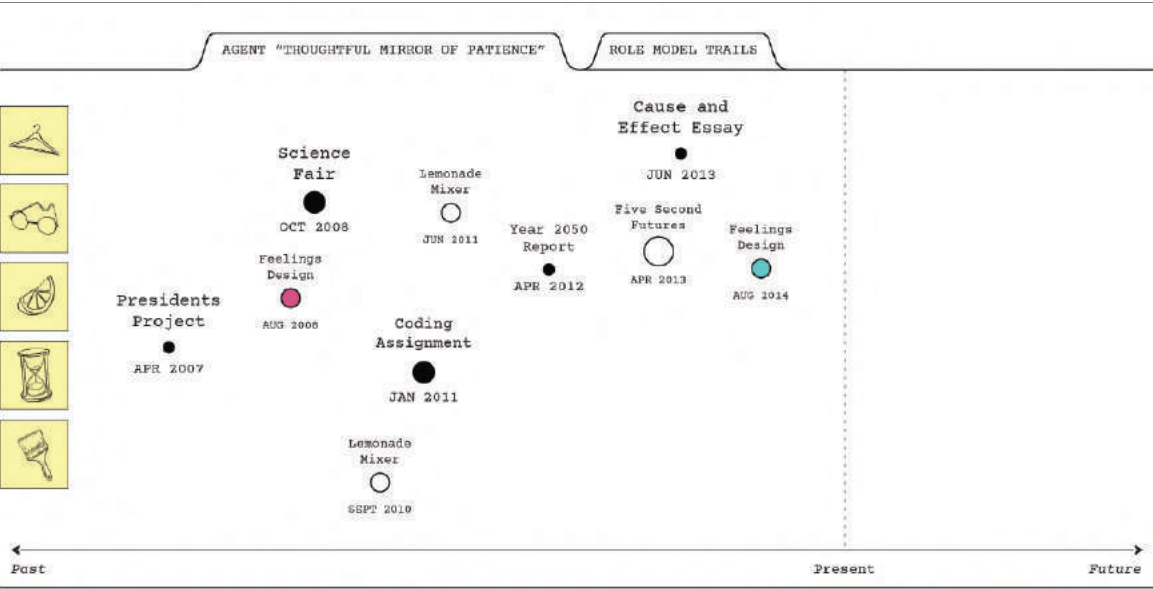 AGENT "THOUGHTFUL MIRROR OF PATIENCE"
ROLE MODEL TRAILS
Cause and
Effect Essay
JUN 2013
Science
Fair
OCT 2008
Lemonade
Mixer
JUN 2011
Five Second
Futures
APR 2013
Year 2050
Report
APR 2012
Feelings
Design
AUG 2014
Feelings
Design
AUG 2008
Presidents
Project
APR 2007
Coding
Assignment
JAN 2011
Lemonade
Mixer
SEPT 2010
Past
Present
Future